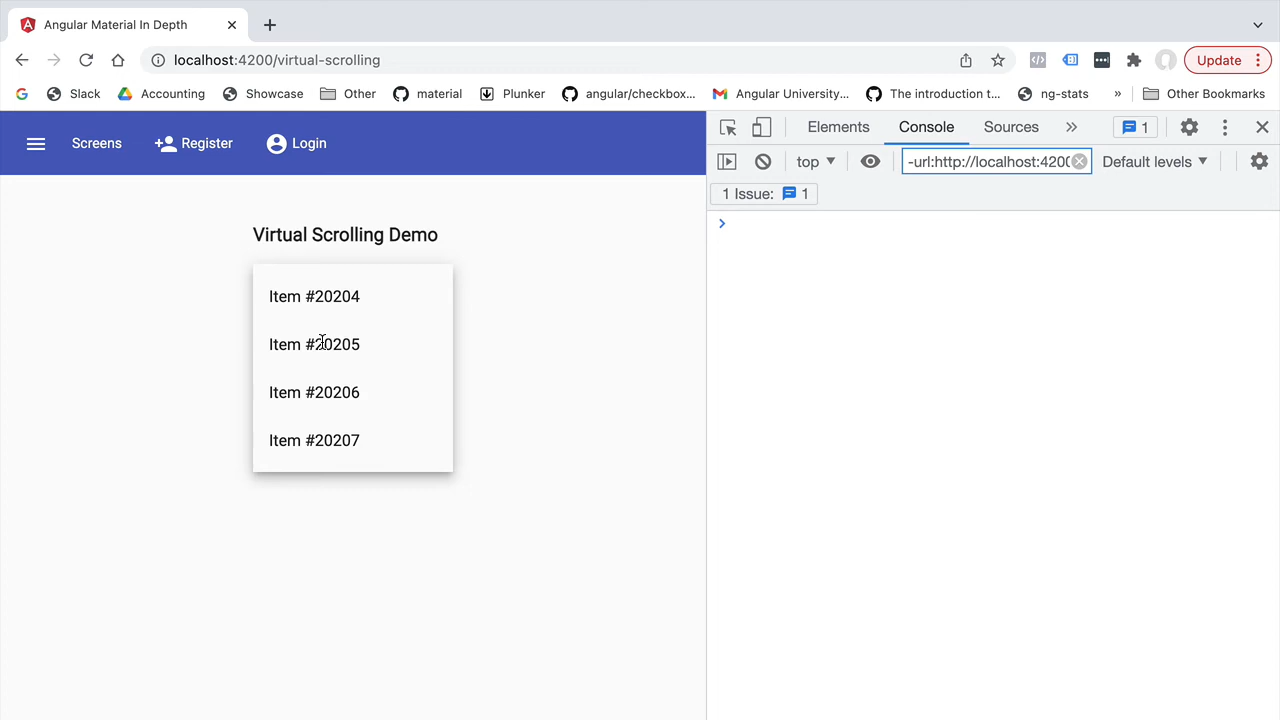 Angular Material In Depth
localhost:4200/virtual-scrolling
Update
Slack
Accounting
Showcase
Other
material
Plunker
angular/checkbox...
Angular University,...
The introduction t...
ng-stats
»
Other Bookmarks
Screens
Register
Login
Virtual Scrolling Demo
Item #20204
Item #20205
Item #20206
Item #20207
Elements
Console
Sources
»
1
top
-url:http://localhost:4200
Default levels
1 Issue: 1